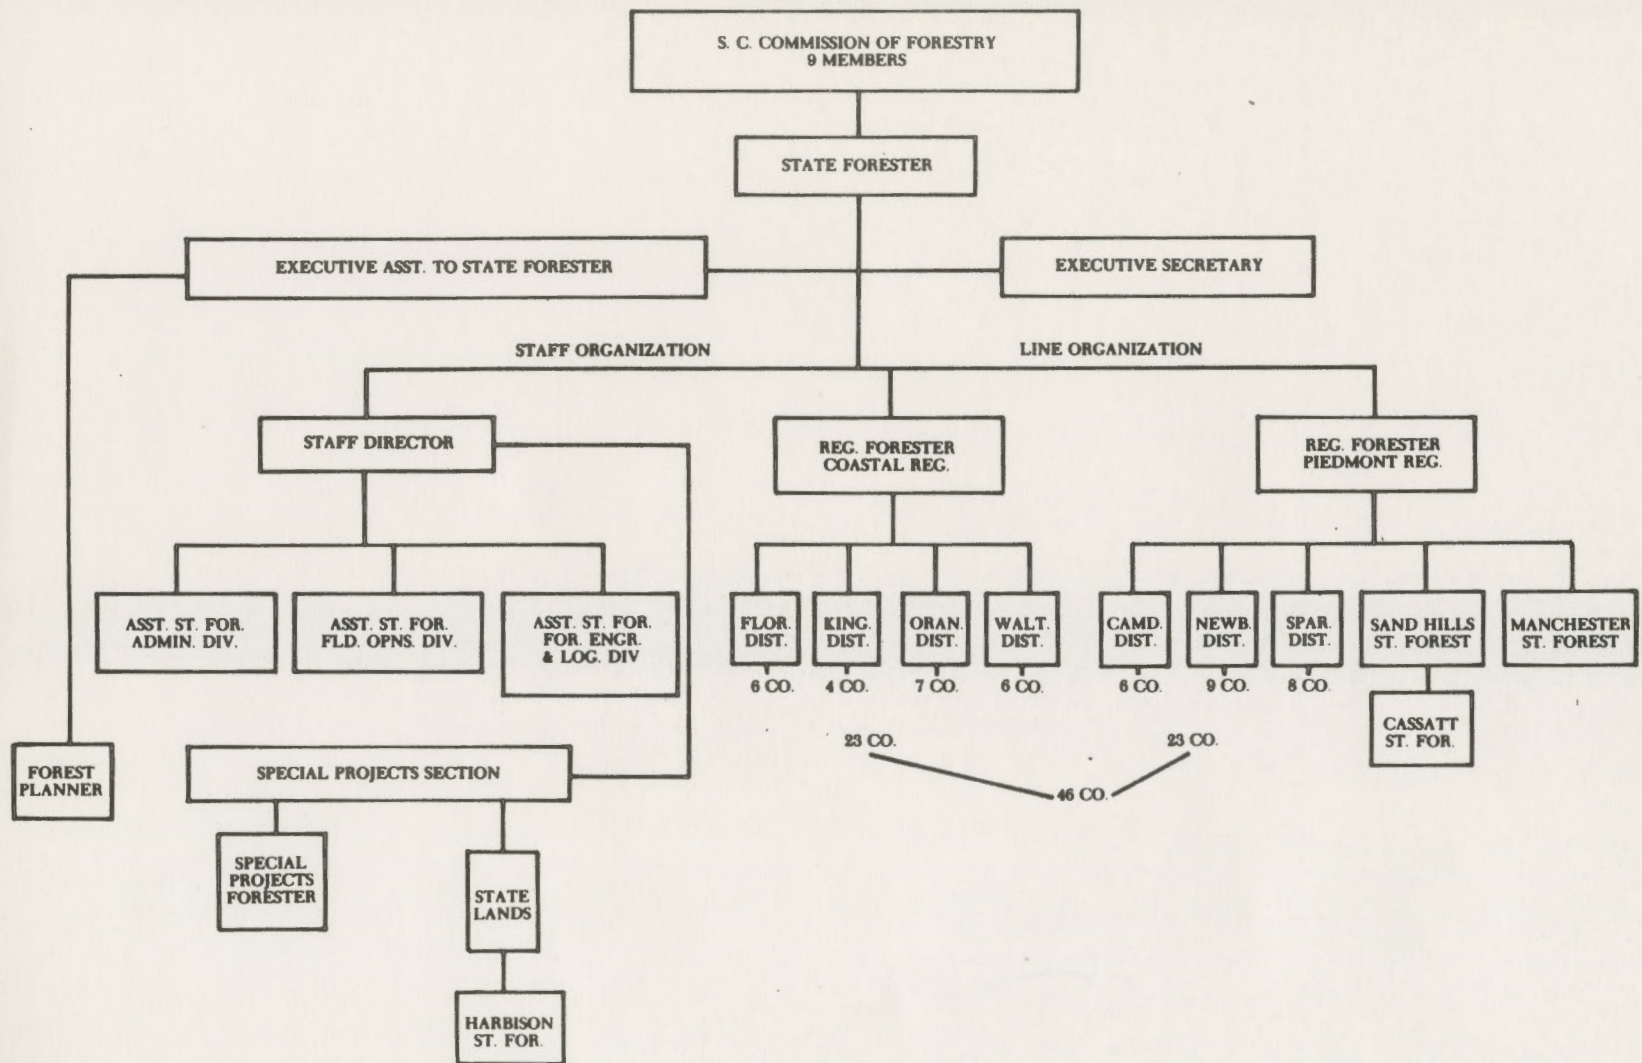 S. C. COMMISSION OF FORESTRY
9 MEMBERS
STATE FORESTER
EXECUTIVE ASST. TO STATE FORESTER
EXECUTIVE SECRETARY
STAFF ORGANIZATION
LINE ORGANIZATION
STAFF DIRECTOR
REG. FORESTER
COASTAL REG.
REG. FORESTER
PIEDMONT REG.
ASST. ST. FOR.
ADMIN. DIV.
ASST. ST. FOR.
FLD. OPNS. DIV.
ASST. ST. FOR.
FOR. ENGR.
& LOG. DIV
FLOR.
DIST.
6 CO.
KING.
DIST.
4 CO.
ORAN.
DIST.
7 CO.
WALT.
DIST.
6 CO.
CAMD.
DIST.
6 CO.
NEWB.
DIST.
9 CO.
SPAR.
DIST.
8 CO.
SAND HILLS
ST. FOREST
MANCHESTER
ST. FOREST
CASSATT
ST. FOR.
23 CO.
23 CO.
46 CO.
FOREST
PLANNER
SPECIAL PROJECTS SECTION
SPECIAL
PROJECTS
FORESTER
STATE
LANDS
HARBISON
ST. FOR.